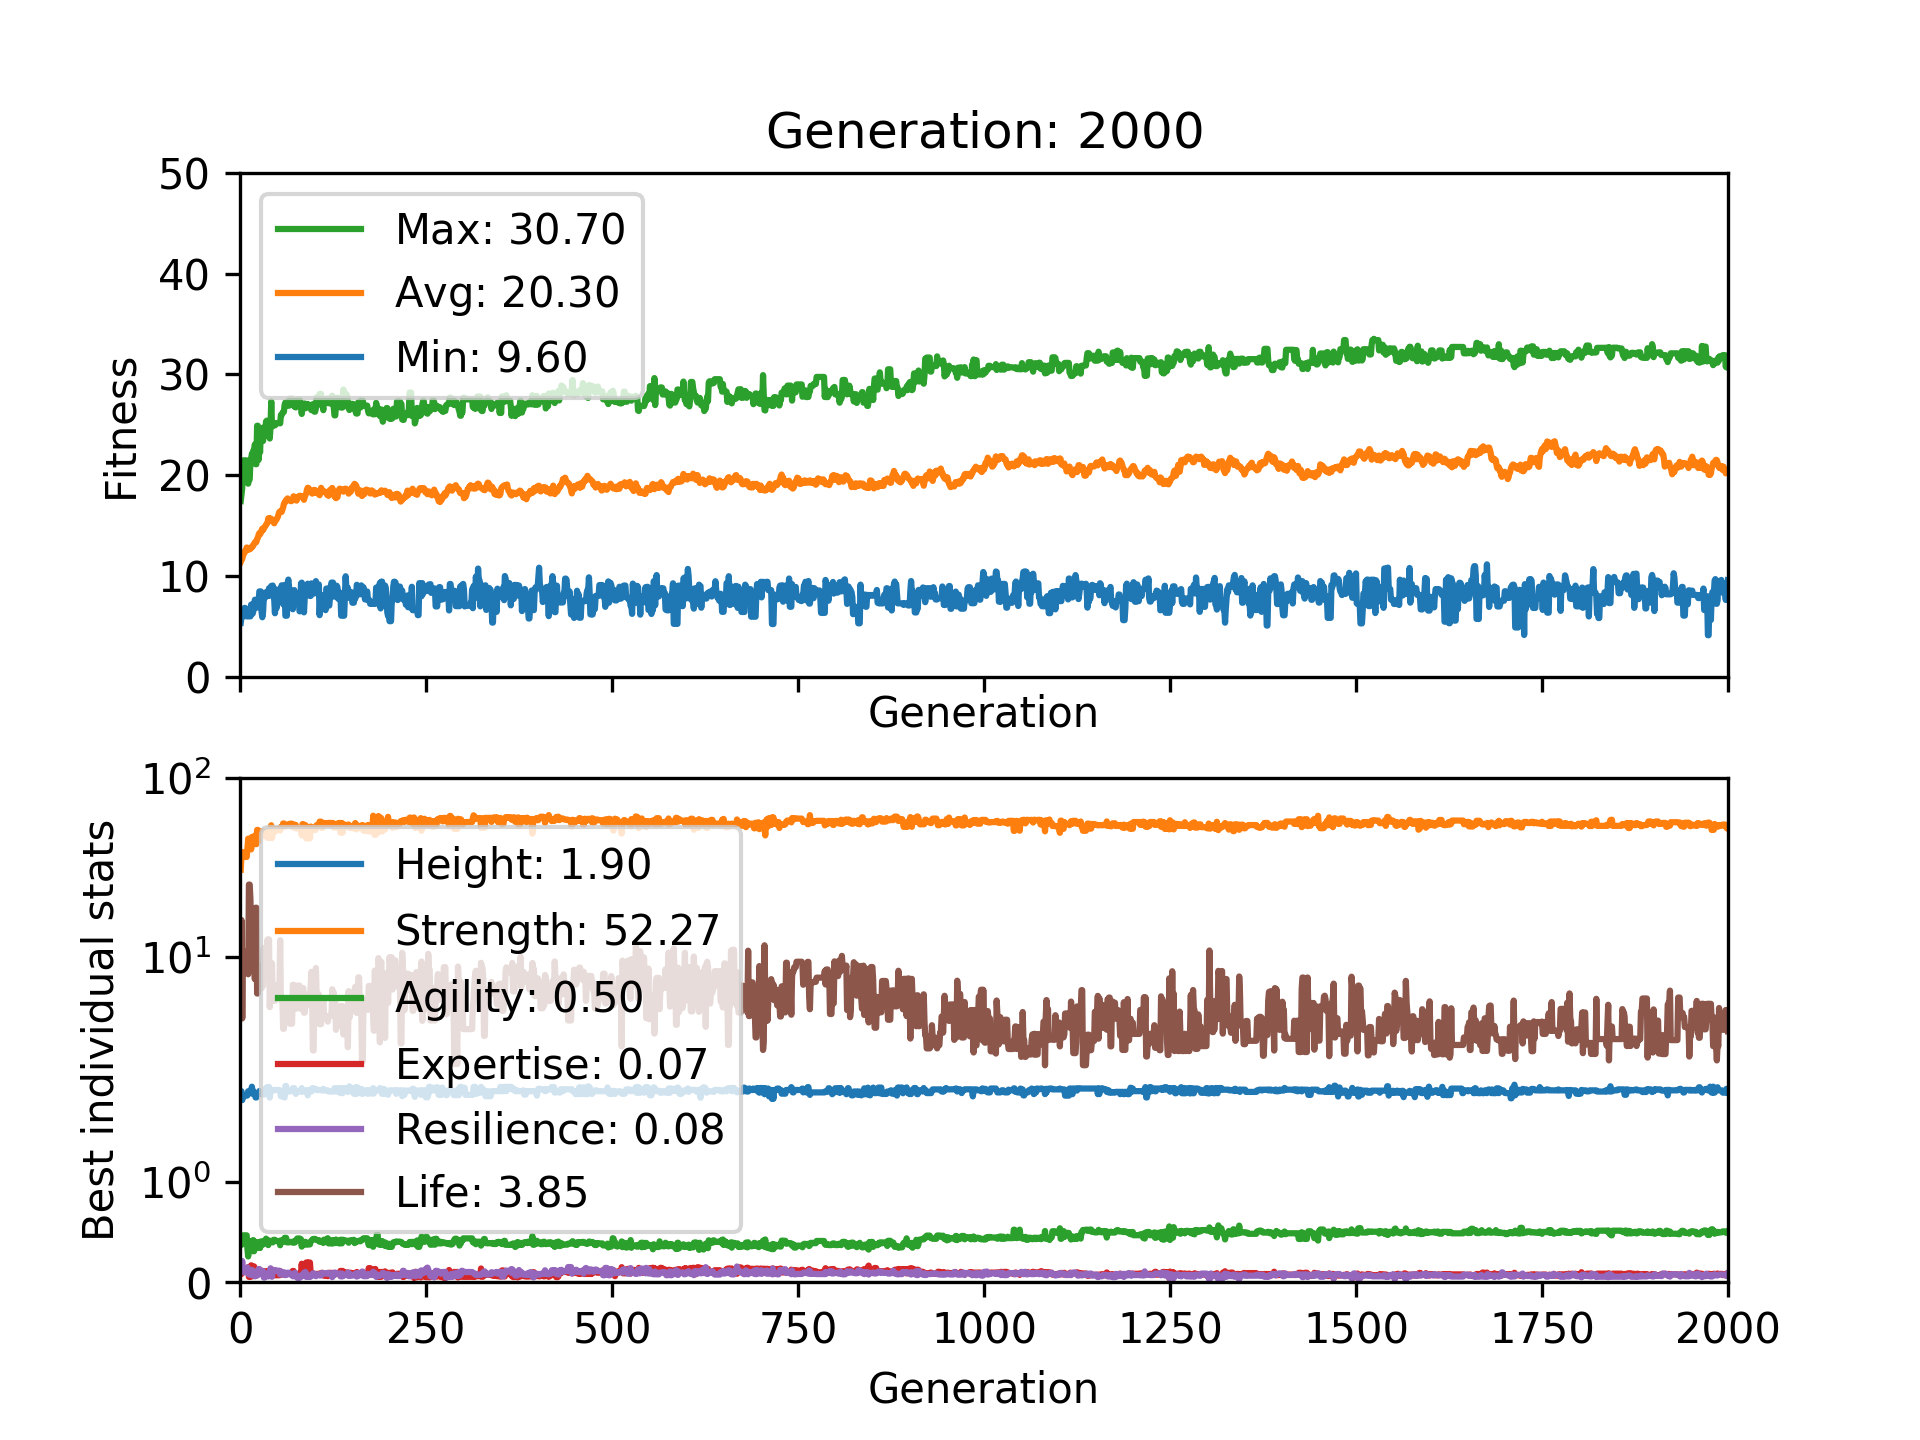 Generation: 2000
Fitness
50
40
30
20
10
0
Max: 30.70
Avg: 20.30
Min: 9.60
Generation
Best individual stats
10²
10¹
10⁰
0
Height: 1.90
Strength: 52.27
Agility: 0.50
Expertise: 0.07
Resilience: 0.08
Life: 3.85
0 250 500 750 1000 1250 1500 1750 2000
Generation